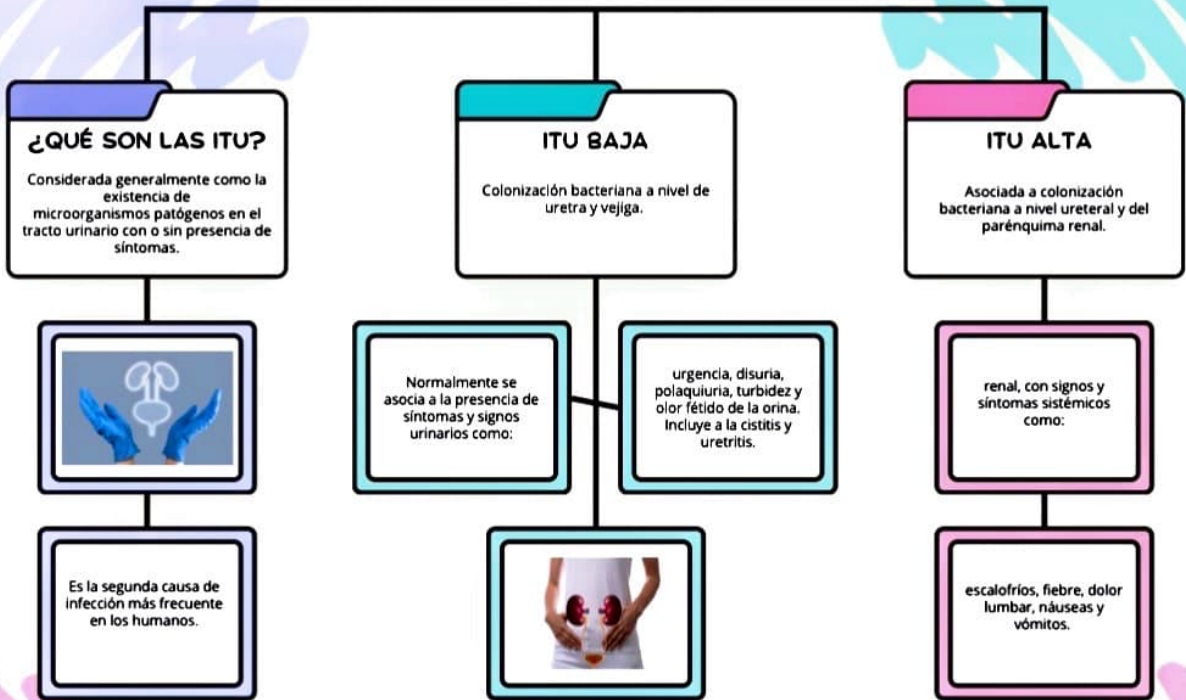 ¿QUÉ SON LAS ITU?
Considerada generalmente como la
existencia de
microorganismos patógenos en el
tracto urinario con o sin presencia de
síntomas.
Es la segunda causa de
infección más frecuente
en los humanos.
ITU BAJA
Colonización bacteriana a nivel de
uretra y vejiga.
Normalmente se
asocia a la presencia de
síntomas y signos
urinarios como:
urgencia, disuria,
polaquiuria, turbidez y
olor fétido de la orina.
Incluye a la cistitis y
uretritis.
ITU ALTA
Asociada a colonización
bacteriana a nivel ureteral y del
parénquima renal.
renal, con signos y
síntomas sistémicos
como:
escalofríos, fiebre, dolor
lumbar, náuseas y
vómitos.